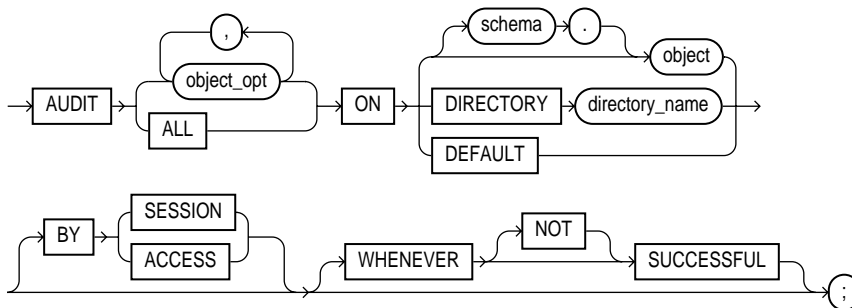 ,
schema .
object_opt object
AUDIT ON DIRECTORY directory_name
ALL DEFAULT
SESSION NOT
BY
ACCESS WHENEVER SUCCESSFUL
;